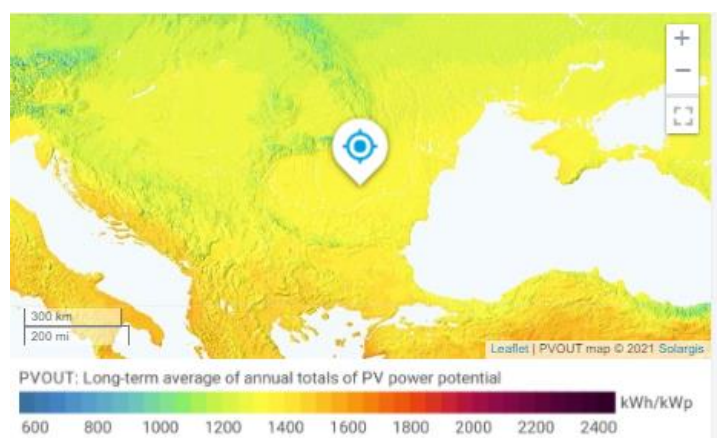 +
−
300 km
200 mi
Leaflet | PVOUT map © 2021 Solargis
PVOUT: Long-term average of annual totals of PV power potential
kWh/kWp
600 800 1000 1200 1400 1600 1800 2000 2200 2400